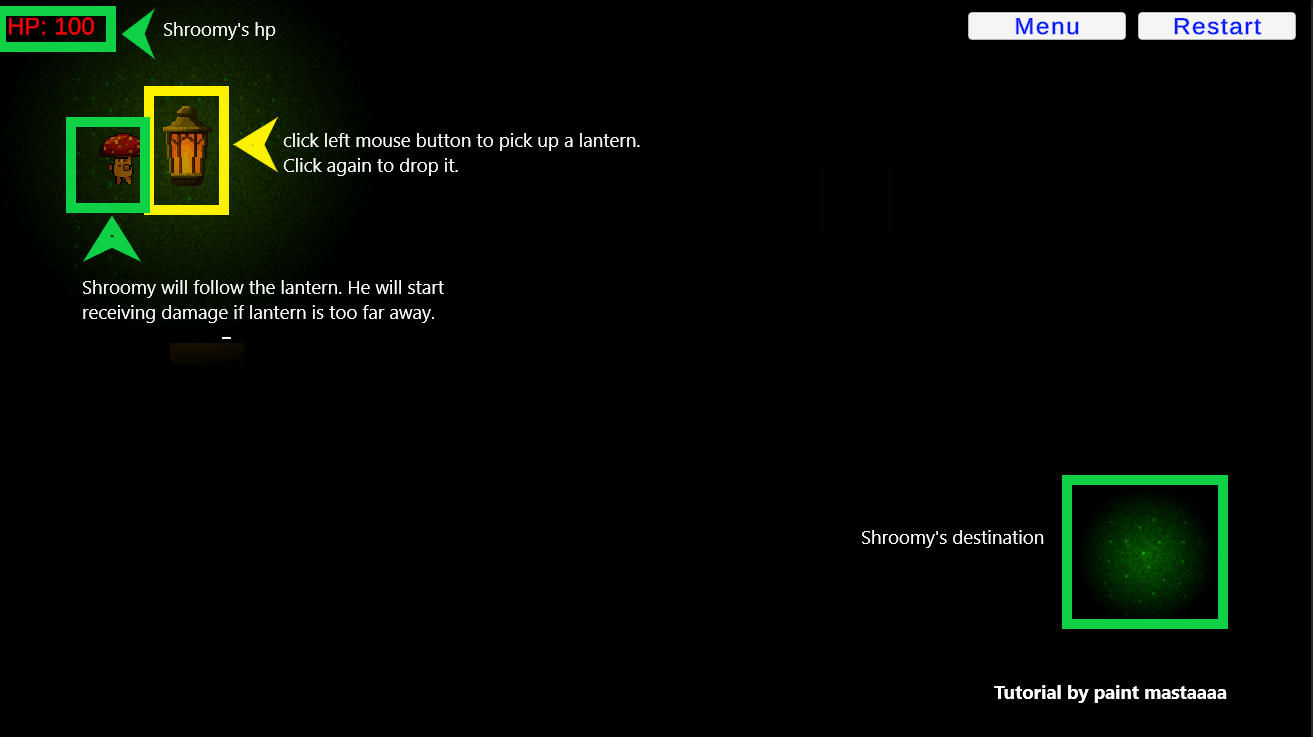 HP: 100
Shroomy's hp
Menu
Restart
click left mouse button to pick up a lantern.
Click again to drop it.
Shroomy will follow the lantern. He will start
receiving damage if lantern is too far away.
Shroomy's destination
Tutorial by paint mastaaaa